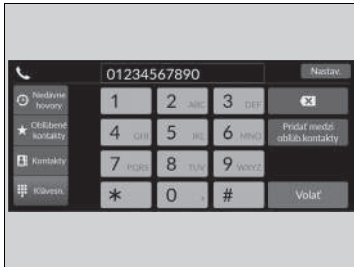 01234567890
Nastav.
Nedávne
hovory
1
2 ABC
3 DEF
Obľúbené
kontakty
4 GHI
5 JKL
6 MNO
Pridať medzi
obľúb.kontakty
Kontakty
7 PQRS
8 TUV
9 WXYZ
Klávesn.
*
0 +
#
Volať